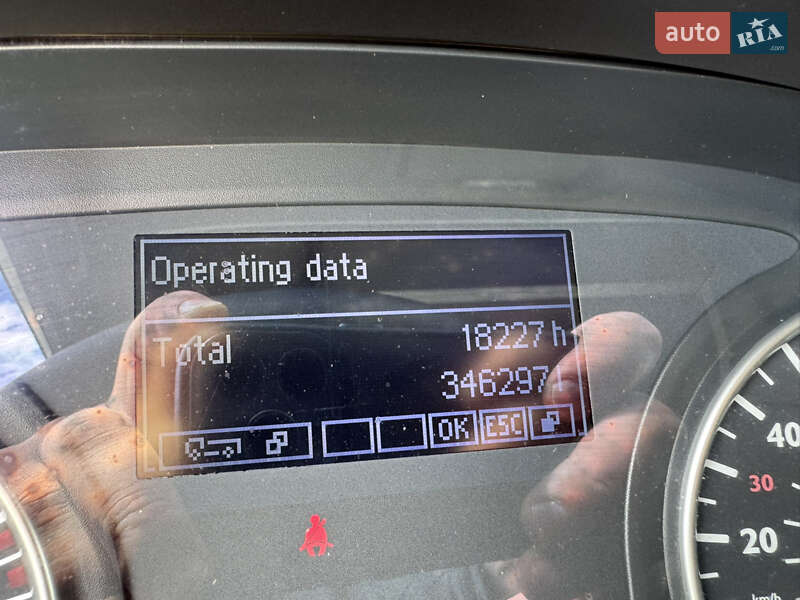 auto RIA.com
Operating data
Total 18227 h
346297 l
OK ESC
40
30
20
km/h